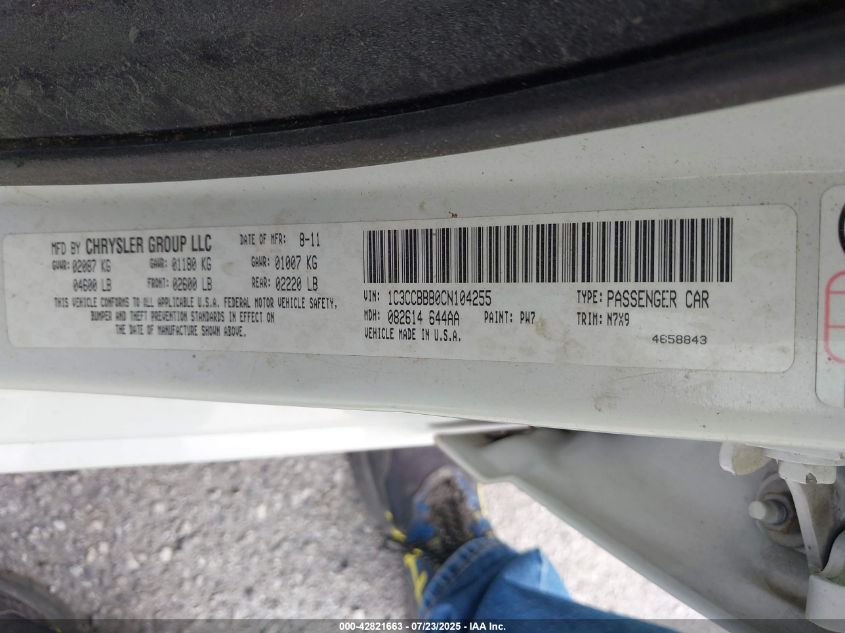 MFD BY CHRYSLER GROUP LLC DATE OF MFR: 8-11
GVWR: 02087 KG GAWR: 01180 KG GAWR: 01007 KG
04600 LB FRONT: 02600 LB REAR: 02220 LB
THIS VEHICLE CONFORMS TO ALL APPLICABLE U.S.A. FEDERAL MOTOR VEHICLE SAFETY,
BUMPER AND THEFT PREVENTION STANDARDS IN EFFECT ON
THE DATE OF MANUFACTURE SHOWN ABOVE.
VIN: 1C3CCBBB0CN104255 TYPE: PASSENGER CAR
MDH: 082614 644AA PAINT: PW7 TRIM: N7X9
VEHICLE MADE IN U.S.A. 4658843
000-42821663 - 07/23/2025 - IAA Inc.